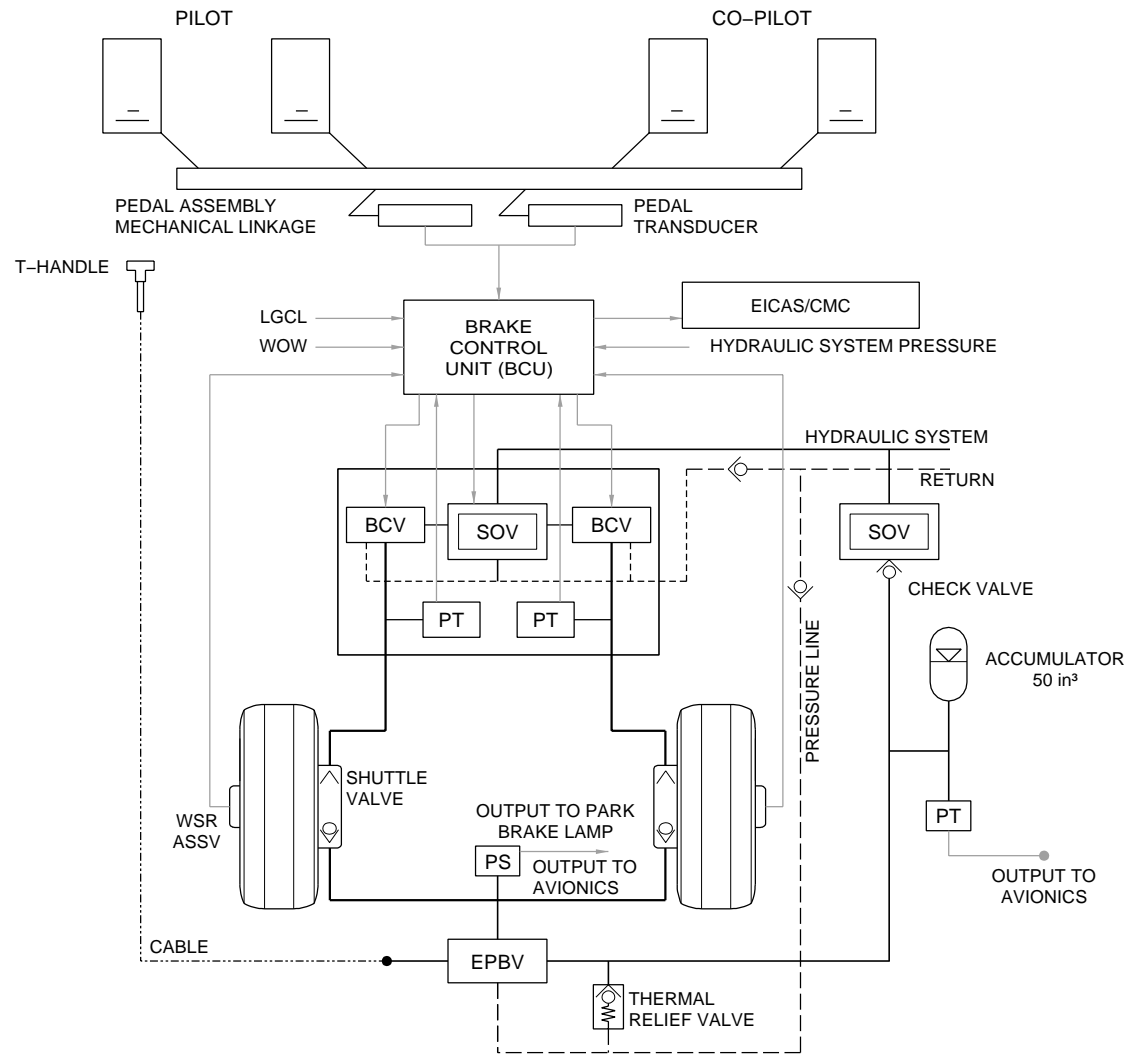 PILOT
CO–PILOT
PEDAL ASSEMBLY
MECHANICAL LINKAGE
PEDAL
TRANSDUCER
T–HANDLE
LGCL
WOW
BRAKE
CONTROL
UNIT (BCU)
EICAS/CMC
HYDRAULIC SYSTEM PRESSURE
HYDRAULIC SYSTEM
RETURN
BCV
SOV
BCV
SOV
CHECK VALVE
PT
PT
PRESSURE LINE
ACCUMULATOR
50 in³
SHUTTLE
VALVE
WSR
ASSV
OUTPUT TO PARK
BRAKE LAMP
PS
OUTPUT TO
AVIONICS
PT
OUTPUT TO
AVIONICS
CABLE
EPBV
THERMAL
RELIEF VALVE